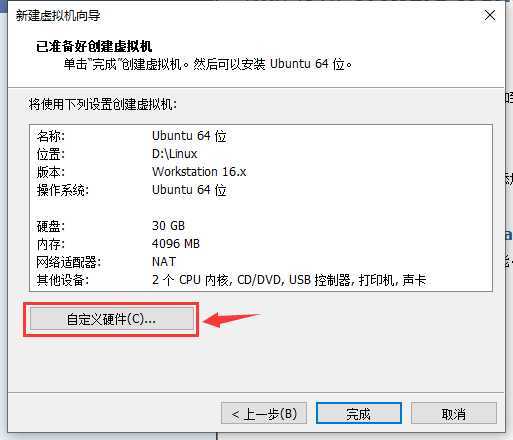 新建虚拟机向导
已准备好创建虚拟机
单击“完成”创建虚拟机。然后可以安装 Ubuntu 64 位。
将使用下列设置创建虚拟机:
名称: Ubuntu 64 位
位置: D:\Linux
版本: Workstation 16.x
操作系统: Ubuntu 64 位
硬盘: 30 GB
内存: 4096 MB
网络适配器: NAT
其他设备: 2 个 CPU 内核, CD/DVD, USB 控制器, 打印机, 声卡
自定义硬件(C)...
< 上一步(B) 完成 取消